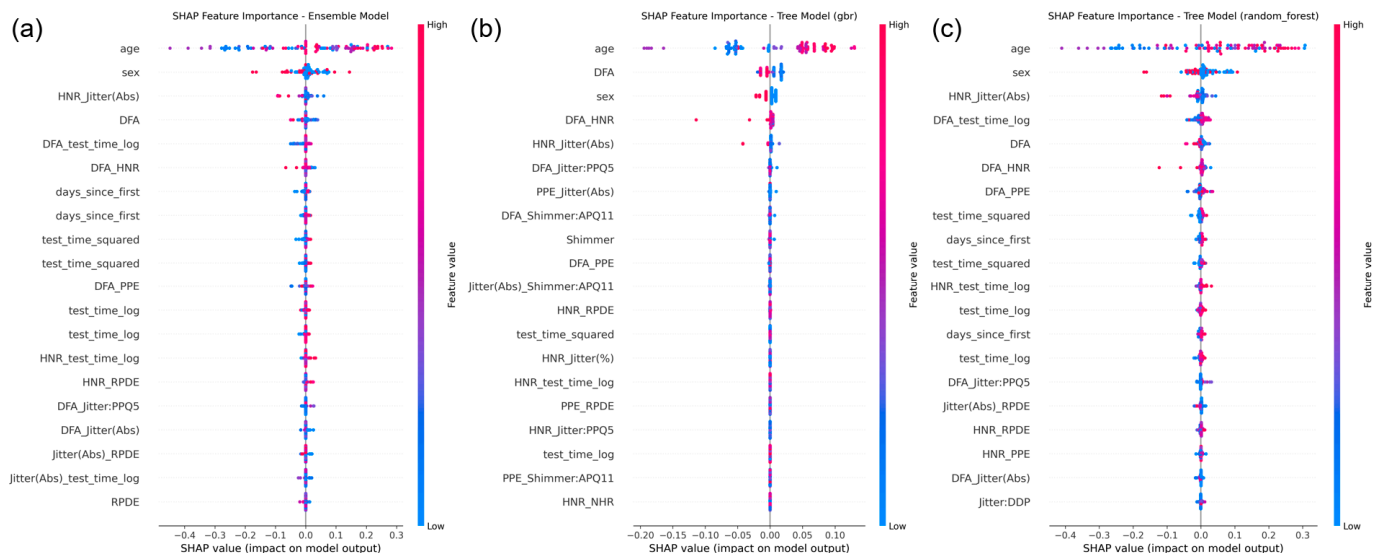 (a)
SHAP Feature Importance - Ensemble Model
High
age
sex
HNR_Jitter(Abs)
DFA
DFA_test_time_log
DFA_HNR
days_since_first
days_since_first
test_time_squared
test_time_squared
DFA_PPE
test_time_log
test_time_log
HNR_test_time_log
HNR_RPDE
DFA_Jitter:PPQ5
DFA_Jitter(Abs)
Jitter(Abs)_RPDE
Jitter(Abs)_test_time_log
RPDE
Feature value
Low
−0.5 −0.4 −0.3 −0.2 −0.1 0.0 0.1 0.2 0.3
SHAP value (impact on model output)
(b)
SHAP Feature Importance - Tree Model (gbr)
High
age
DFA
sex
DFA_HNR
HNR_Jitter(Abs)
DFA_Jitter:PPQ5
PPE_Jitter(Abs)
DFA_Shimmer:APQ11
Shimmer
DFA_PPE
Jitter(Abs)_Shimmer:APQ11
HNR_RPDE
test_time_squared
HNR_Jitter(%)
HNR_test_time_log
PPE_RPDE
HNR_Jitter:PPQ5
test_time_log
PPE_Shimmer:APQ11
HNR_NHR
Feature value
Low
−0.20 −0.15 −0.10 −0.05 0.00 0.05 0.10
SHAP value (impact on model output)
(c)
SHAP Feature Importance - Tree Model (random_forest)
High
age
sex
HNR_Jitter(Abs)
DFA_test_time_log
DFA
DFA_HNR
DFA_PPE
test_time_squared
days_since_first
test_time_squared
HNR_test_time_log
test_time_log
days_since_first
test_time_log
DFA_Jitter:PPQ5
Jitter(Abs)_RPDE
HNR_RPDE
HNR_PPE
DFA_Jitter(Abs)
Jitter:DDP
Feature value
Low
−0.4 −0.3 −0.2 −0.1 0.0 0.1 0.2 0.3
SHAP value (impact on model output)